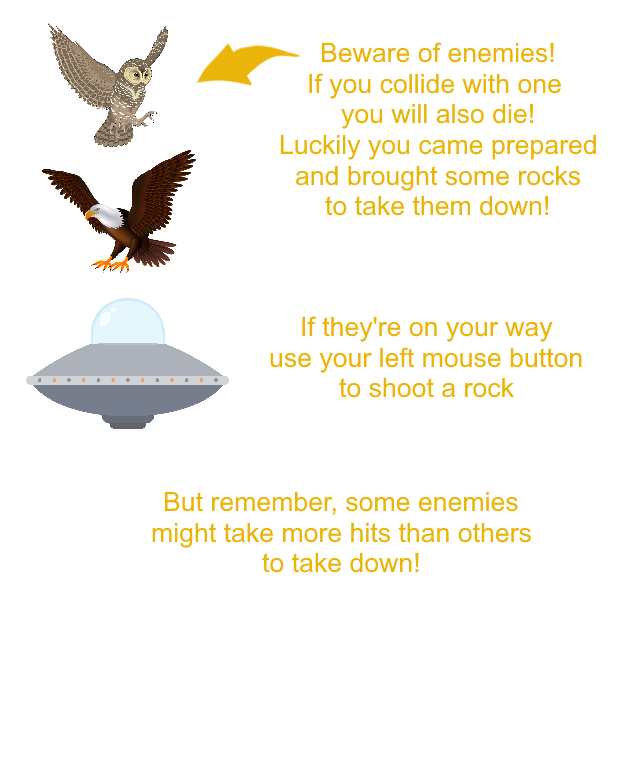 Beware of enemies!
If you collide with one
you will also die!
Luckily you came prepared
and brought some rocks
to take them down!
If they're on your way
use your left mouse button
to shoot a rock
But remember, some enemies
might take more hits than others
to take down!